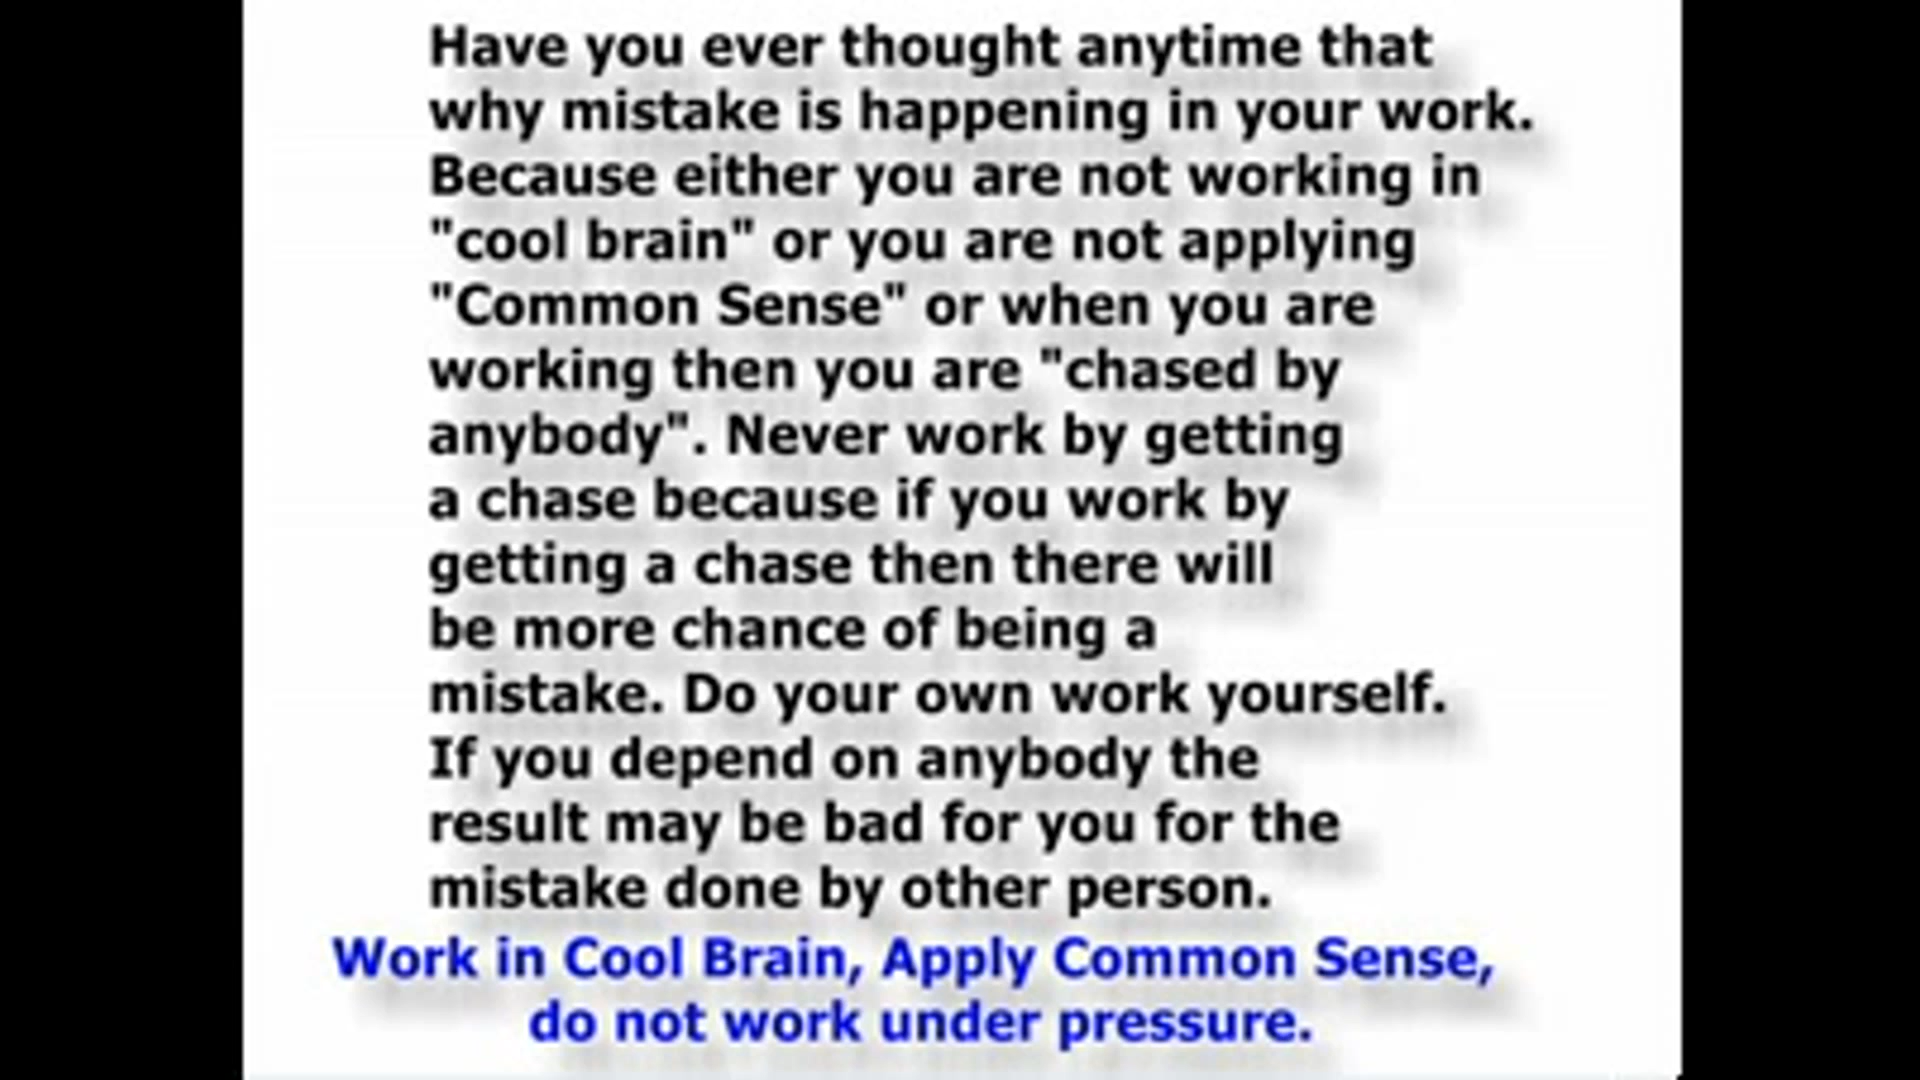 Have you ever thought anytime that
why mistake is happening in your work.
Because either you are not working in
"cool brain" or you are not applying
"Common Sense" or when you are
working then you are "chased by
anybody". Never work by getting
a chase because if you work by
getting a chase then there will
be more chance of being a
mistake. Do your own work yourself.
If you depend on anybody the
result may be bad for you for the
mistake done by other person.
Work in Cool Brain, Apply Common Sense,
do not work under pressure.